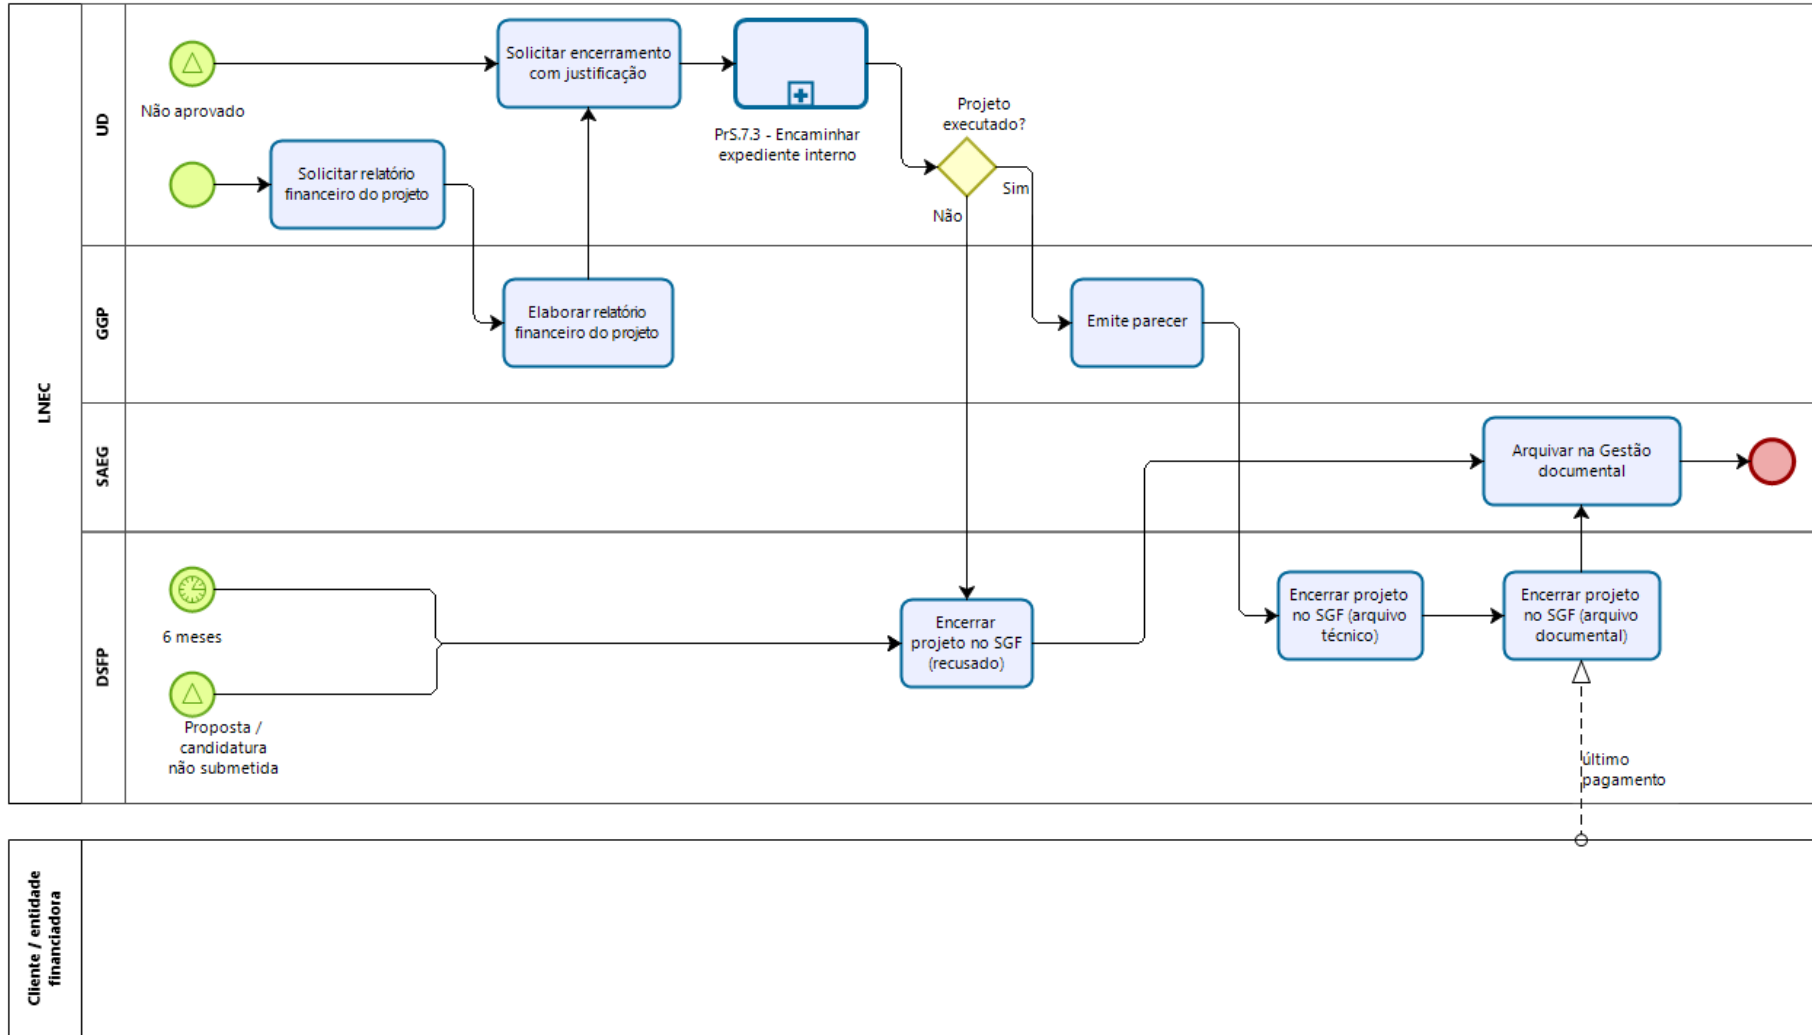 LNEC
UD
Não aprovado
Solicitar encerramento
com justificação
PrS.7.3 - Encaminhar
expediente interno
Projeto
executado?
Sim
Não
Solicitar relatório
financeiro do projeto
GGP
Elaborar relatório
financeiro do projeto
Emite parecer
SAEG
Arquivar na Gestão
documental
DSFP
6 meses
Proposta /
candidatura
não submetida
Encerrar
projeto no SGF
(recusado)
Encerrar projeto
no SGF (arquivo
técnico)
Encerrar projeto
no SGF (arquivo
documental)
último
pagamento
Cliente / entidade
financiadora